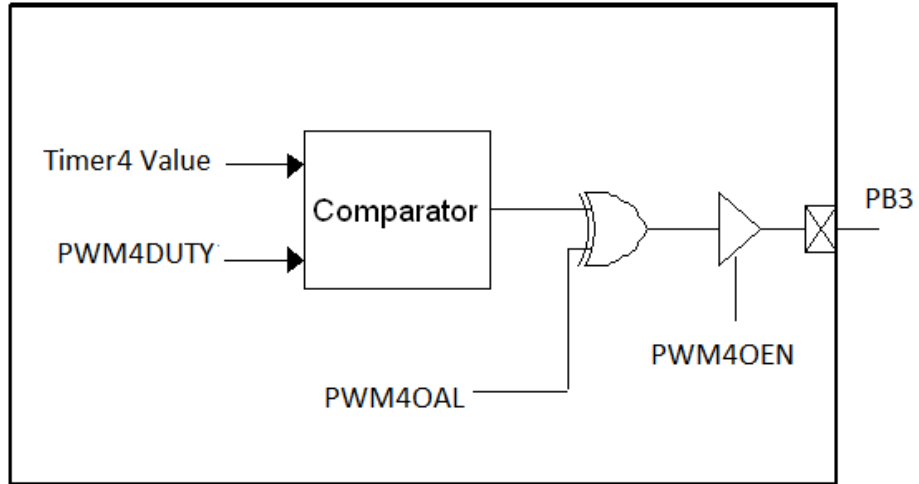 Timer4 Value
PWM4DUTY
Comparator
PB3
PWM4OEN
PWM4OAL